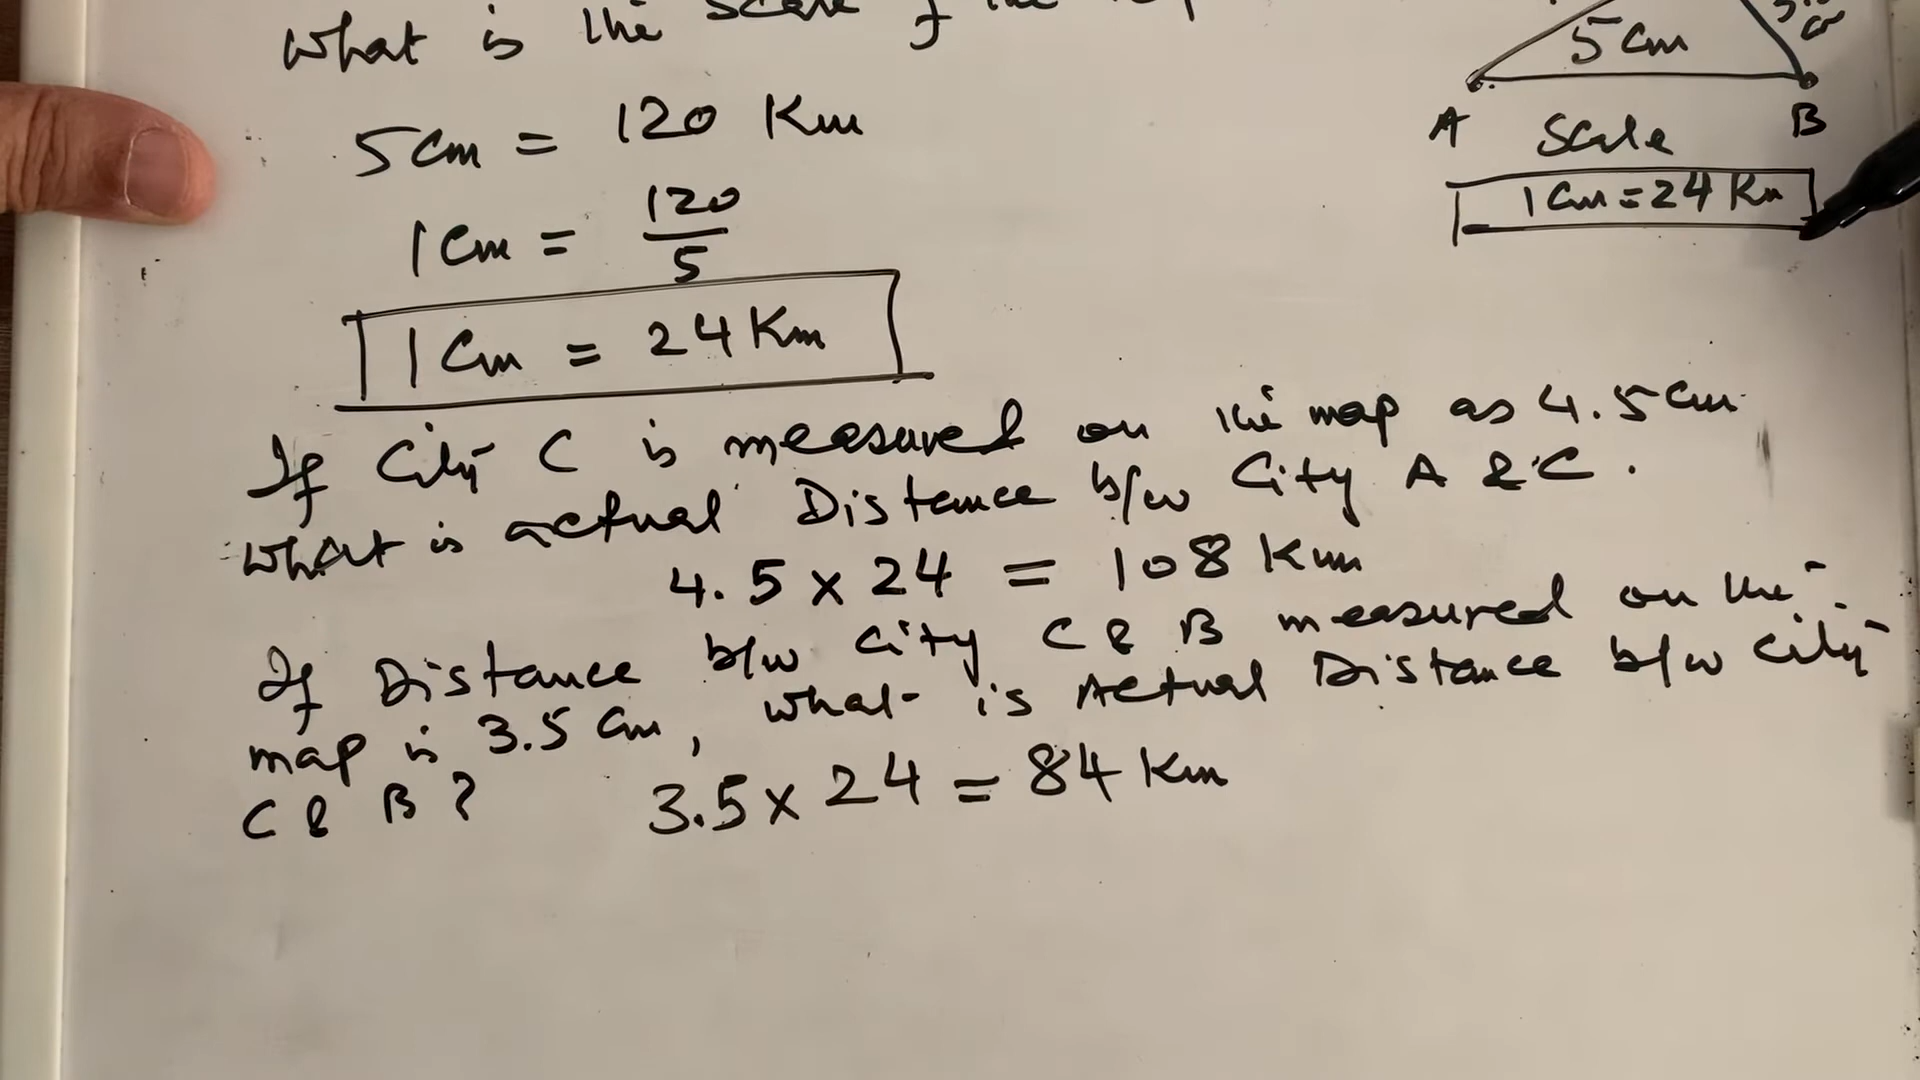 What is the Scale of the
5 cm = 120 Km
1 cm = 120
5
1 cm = 24 Km
If City C is measured on the map as 4.5 cm
What is actual Distance b/w City A & C.
4.5 x 24 = 108 Km
If Distance b/w City C & B measured on the
map is 3.5 cm, what is Actual Distance b/w City
C & B?
3.5 x 24 = 84 Km
5 cm
A
B
Scale
1 cm = 24 Km